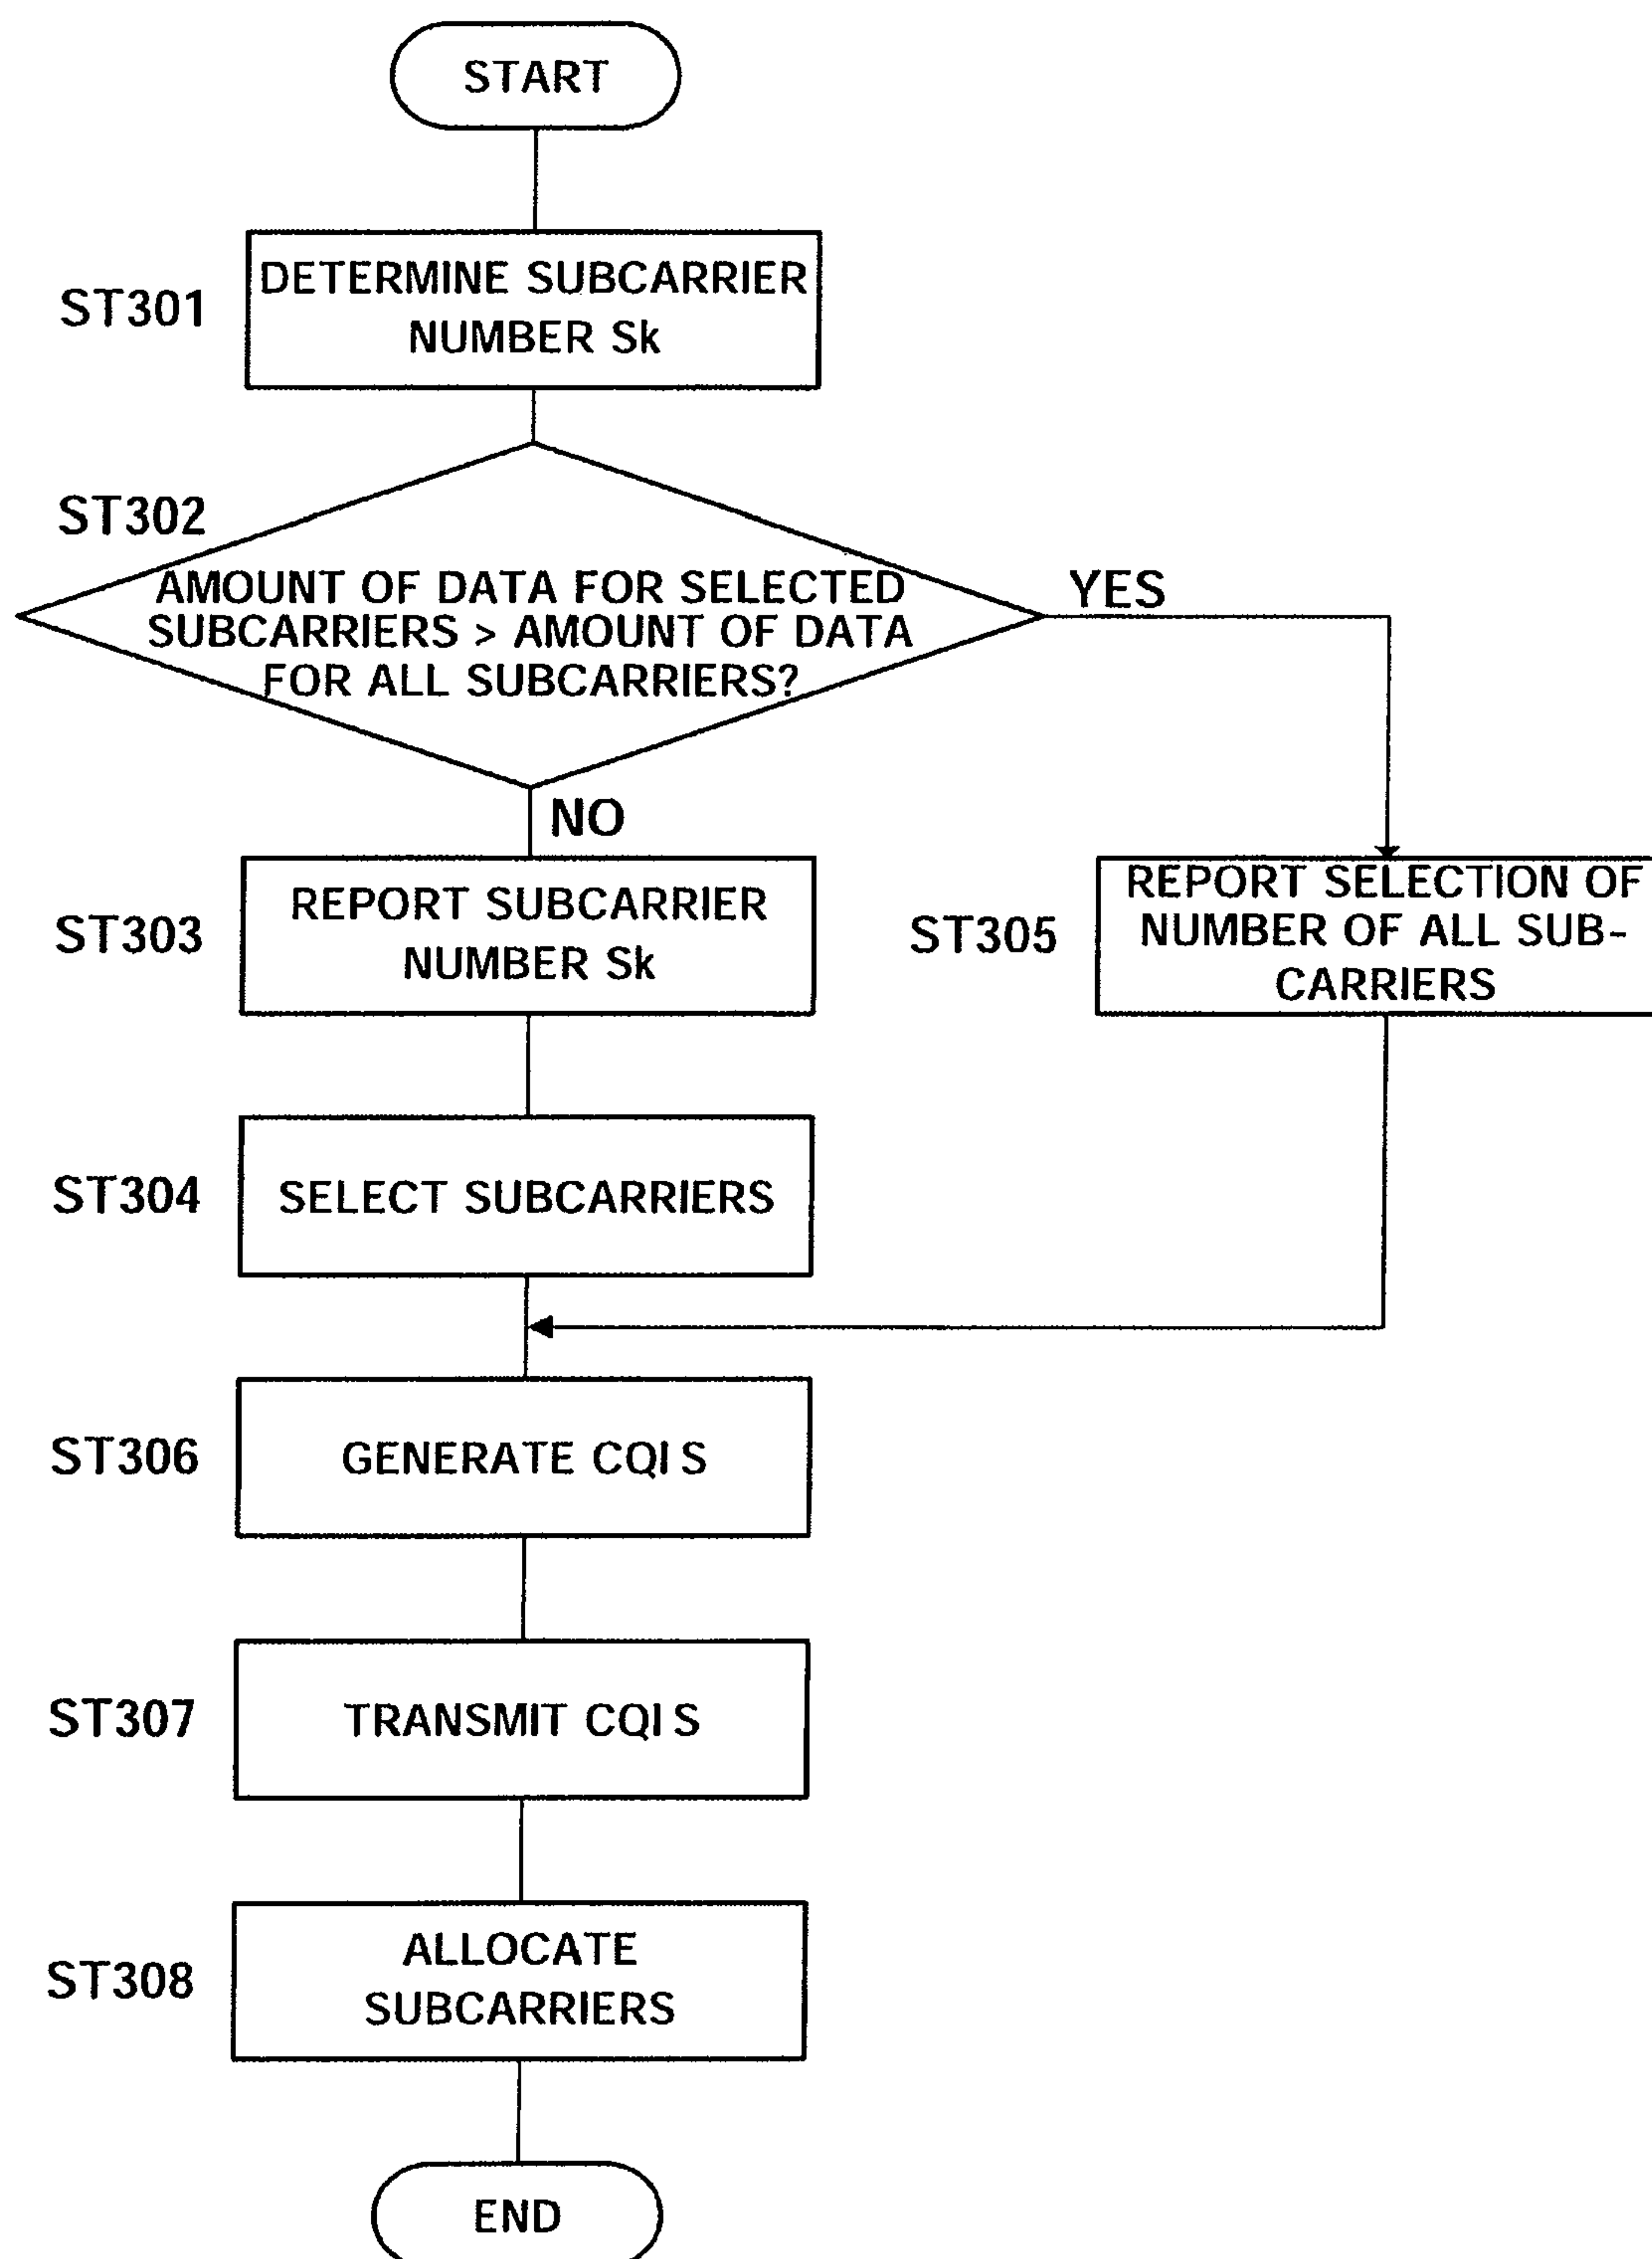 START
ST301
DETERMINE SUBCARRIER
NUMBER Sk
ST302
AMOUNT OF DATA FOR SELECTED
SUBCARRIERS > AMOUNT OF DATA
FOR ALL SUBCARRIERS?
YES
NO
ST303
REPORT SUBCARRIER
NUMBER Sk
ST305
REPORT SELECTION OF
NUMBER OF ALL SUB-
CARRIERS
ST304
SELECT SUBCARRIERS
ST306
GENERATE CQI S
ST307
TRANSMIT CQI S
ST308
ALLOCATE
SUBCARRIERS
END